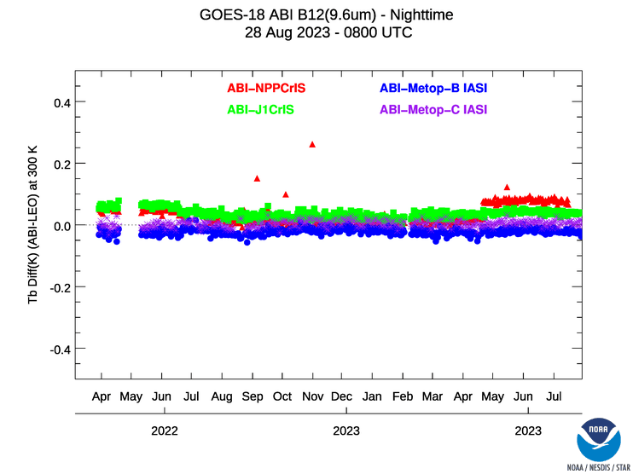 GOES-18 ABI B12(9.6um) - Nighttime
28 Aug 2023 - 0800 UTC
ABI-NPPCrIS
ABI-Metop-B IASI
ABI-J1CrIS
ABI-Metop-C IASI
Tb Diff(K) (ABI-LEO) at 300 K
0.4
0.2
0.0
-0.2
-0.4
Apr May Jun Jul Aug Sep Oct Nov Dec Jan Feb Mar Apr May Jun Jul
2022 2023 2023
NOAA
NOAA / NESDIS / STAR